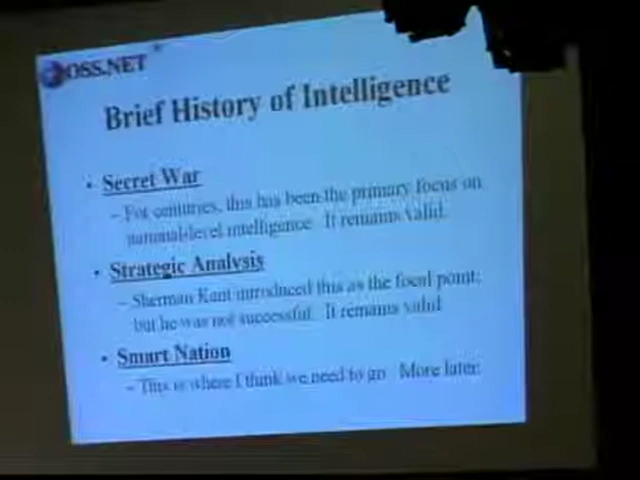 OSS.NET
Brief History of Intelligence
• Secret War
– For centuries, this has been the primary focus on
national-level intelligence. It remains valid.
• Strategic Analysis
– Sherman Kant introduced this as the focal point;
but he was not successful. It remains valid
• Smart Nation
– This is where I think we need to go. More later.